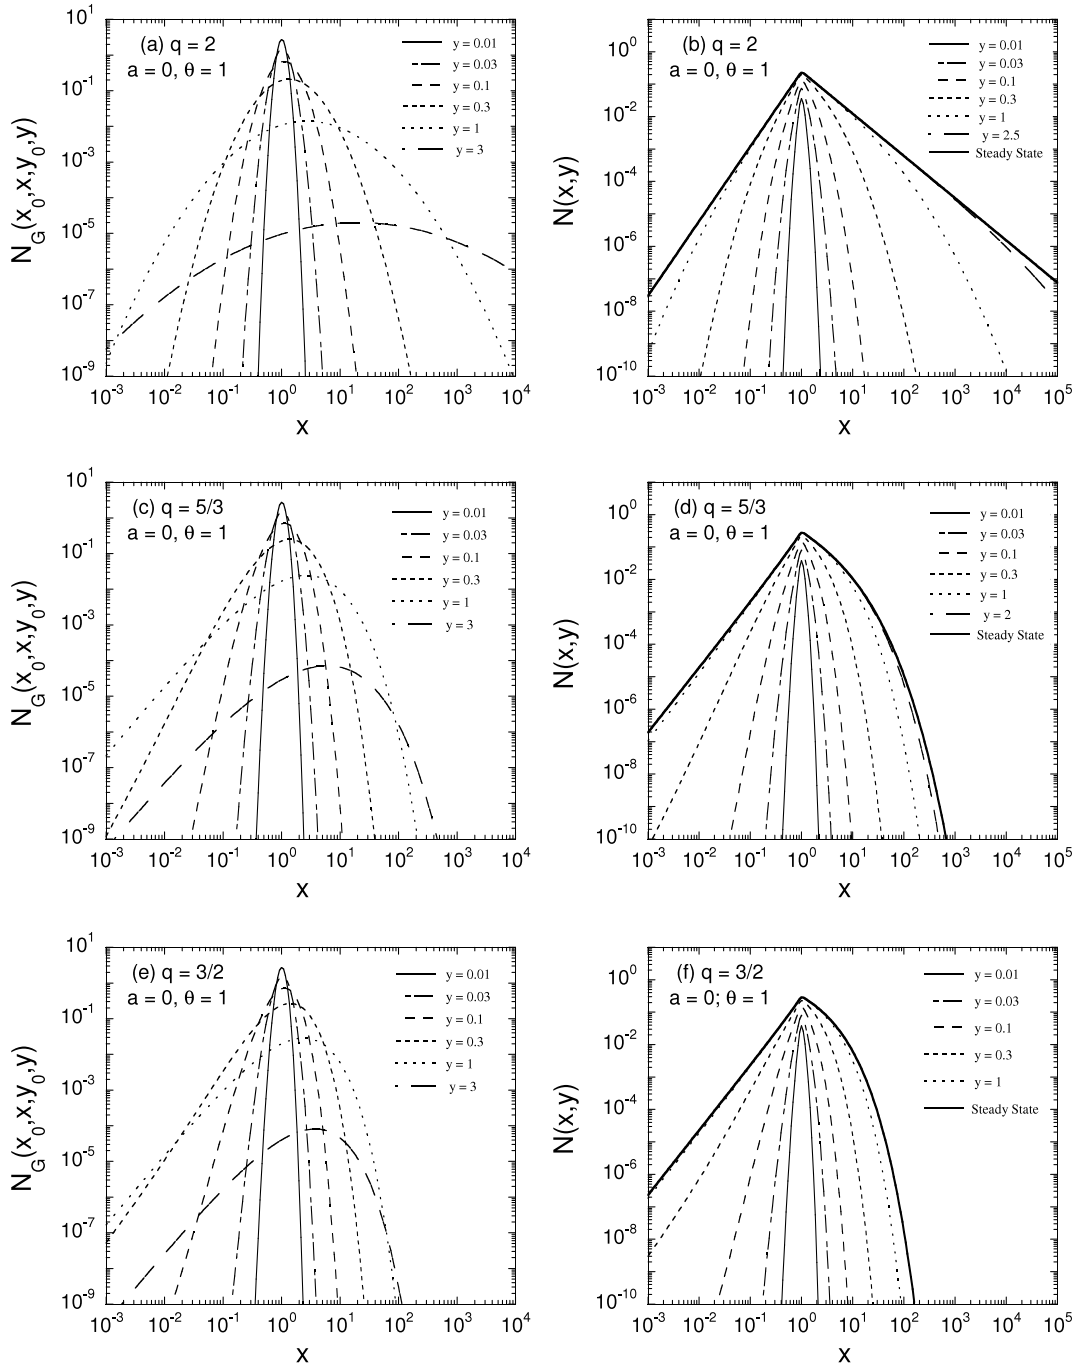 (a) q = 2
a = 0, θ = 1
y = 0.01
y = 0.03
y = 0.1
y = 0.3
y = 1
y = 3
10^1
10^-1
10^-3
10^-5
10^-7
10^-9
N_G(x_0,x,y_0,y)
10^-3 10^-2 10^-1 10^0 10^1 10^2 10^3 10^4
x
(b) q = 2
a = 0, θ = 1
y = 0.01
y = 0.03
y = 0.1
y = 0.3
y = 1
y = 2.5
Steady State
10^0
10^-2
10^-4
10^-6
10^-8
10^-10
N(x,y)
10^-3 10^-2 10^-1 10^0 10^1 10^2 10^3 10^4 10^5
x
(c) q = 5/3
a = 0, θ = 1
y = 0.01
y = 0.03
y = 0.1
y = 0.3
y = 1
y = 3
10^1
10^-1
10^-3
10^-5
10^-7
10^-9
N_G(x_0,x,y_0,y)
10^-3 10^-2 10^-1 10^0 10^1 10^2 10^3 10^4
x
(d) q = 5/3
a = 0, θ = 1
y = 0.01
y = 0.03
y = 0.1
y = 0.3
y = 1
y = 2
Steady State
10^0
10^-2
10^-4
10^-6
10^-8
10^-10
N(x,y)
10^-3 10^-2 10^-1 10^0 10^1 10^2 10^3 10^4 10^5
x
(e) q = 3/2
a = 0, θ = 1
y = 0.01
y = 0.03
y = 0.1
y = 0.3
y = 1
y = 3
10^1
10^-1
10^-3
10^-5
10^-7
10^-9
N_G(x_0,x,y_0,y)
10^-3 10^-2 10^-1 10^0 10^1 10^2 10^3 10^4
x
(f) q = 3/2
a = 0; θ = 1
y = 0.01
y = 0.03
y = 0.1
y = 0.3
y = 1
Steady State
10^0
10^-2
10^-4
10^-6
10^-8
10^-10
N(x,y)
10^-3 10^-2 10^-1 10^0 10^1 10^2 10^3 10^4 10^5
x